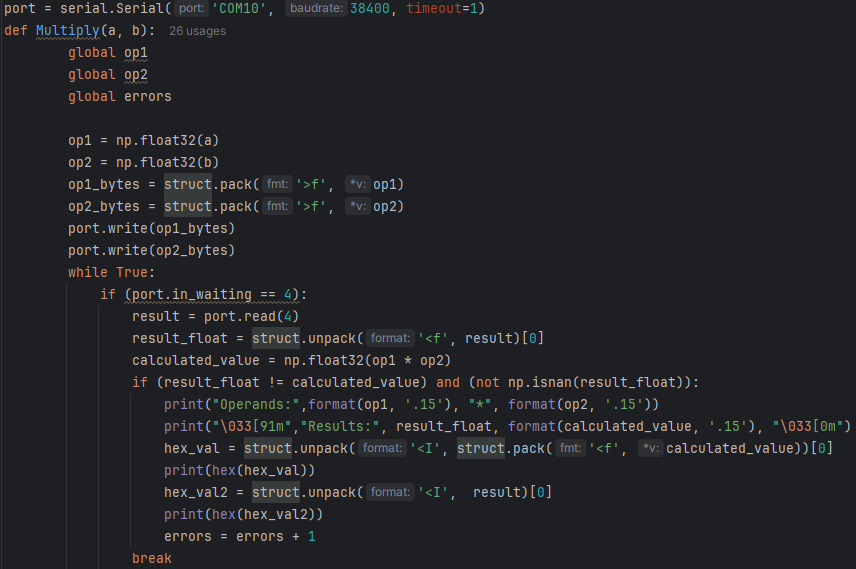 port = serial.Serial( port: 'COM10', baudrate: 38400, timeout=1)
def Multiply(a, b): 26 usages
        global op1
        global op2
        global errors

        op1 = np.float32(a)
        op2 = np.float32(b)
        op1_bytes = struct.pack( fmt: '>f', *v: op1)
        op2_bytes = struct.pack( fmt: '>f', *v: op2)
        port.write(op1_bytes)
        port.write(op2_bytes)
        while True:
            if (port.in_waiting == 4):
                result = port.read(4)
                result_float = struct.unpack( format: '<f', result)[0]
                calculated_value = np.float32(op1 * op2)
                if (result_float != calculated_value) and (not np.isnan(result_float)):
                    print("Operands:",format(op1, '.15'), "*", format(op2, '.15'))
                    print("\033[91m","Results:", result_float, format(calculated_value, '.15'), "\033[0m")
                    hex_val = struct.unpack( format: '<I', struct.pack( fmt: '<f', *v: calculated_value))[0]
                    print(hex(hex_val))
                    hex_val2 = struct.unpack( format: '<I',  result)[0]
                    print(hex(hex_val2))
                    errors = errors + 1
                break